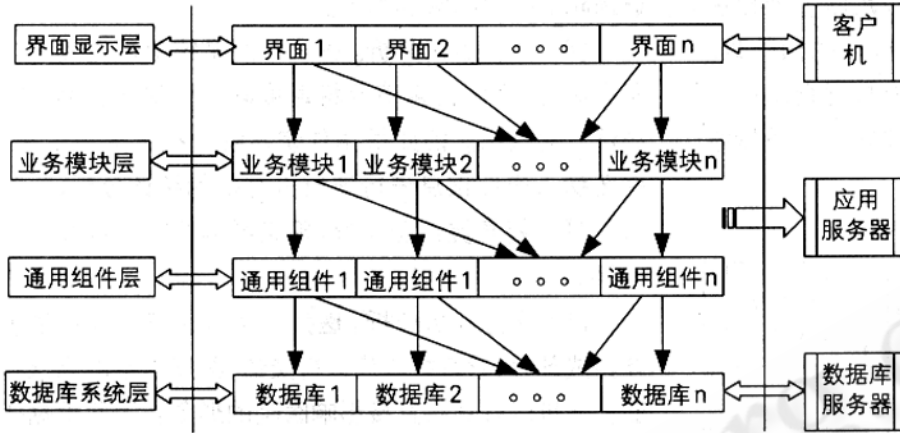 界面显示层
界面1
界面2
。。。
界面n
客户
机
业务模块层
业务模块1
业务模块2
。。。
业务模块n
应用
服务器
通用组件层
通用组件1
通用组件1
。。。
通用组件n
数据库系统层
数据库1
数据库2
。。。
数据库n
数据库
服务器